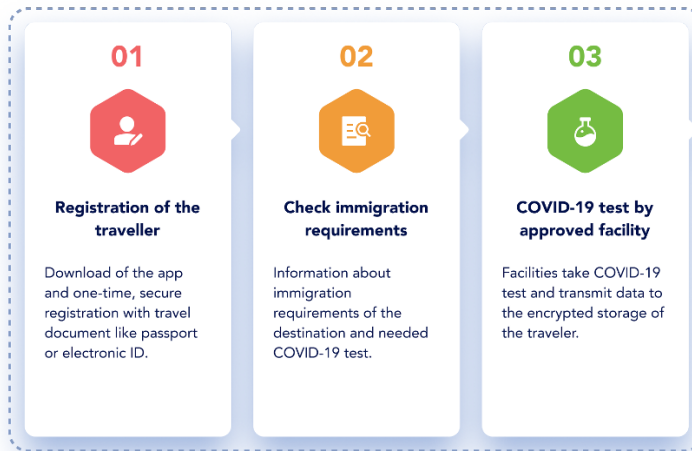 01
Registration of the
traveller
Download of the app
and one-time, secure
registration with travel
document like passport
or electronic ID.
02
Check immigration
requirements
Information about
immigration
requirements of the
destination and needed
COVID-19 test.
03
COVID-19 test by
approved facility
Facilities take COVID-19
test and transmit data to
the encrypted storage of
the traveler.